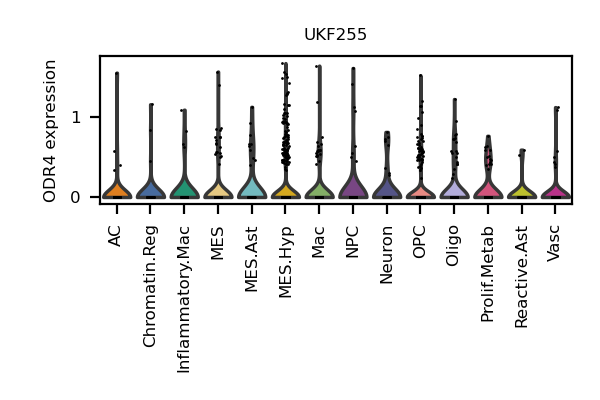 UKF255
ODR4 expression
1
0
AC
Chromatin.Reg
Inflammatory.Mac
MES
MES.Ast
MES.Hyp
Mac
NPC
Neuron
OPC
Oligo
Prolif.Metab
Reactive.Ast
Vasc